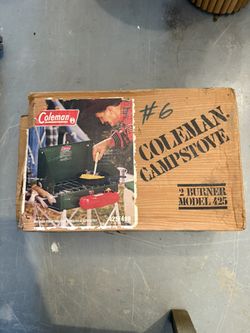 Coleman
#6
COLEMAN
CAMPSTOVE
2 BURNER
MODEL 425